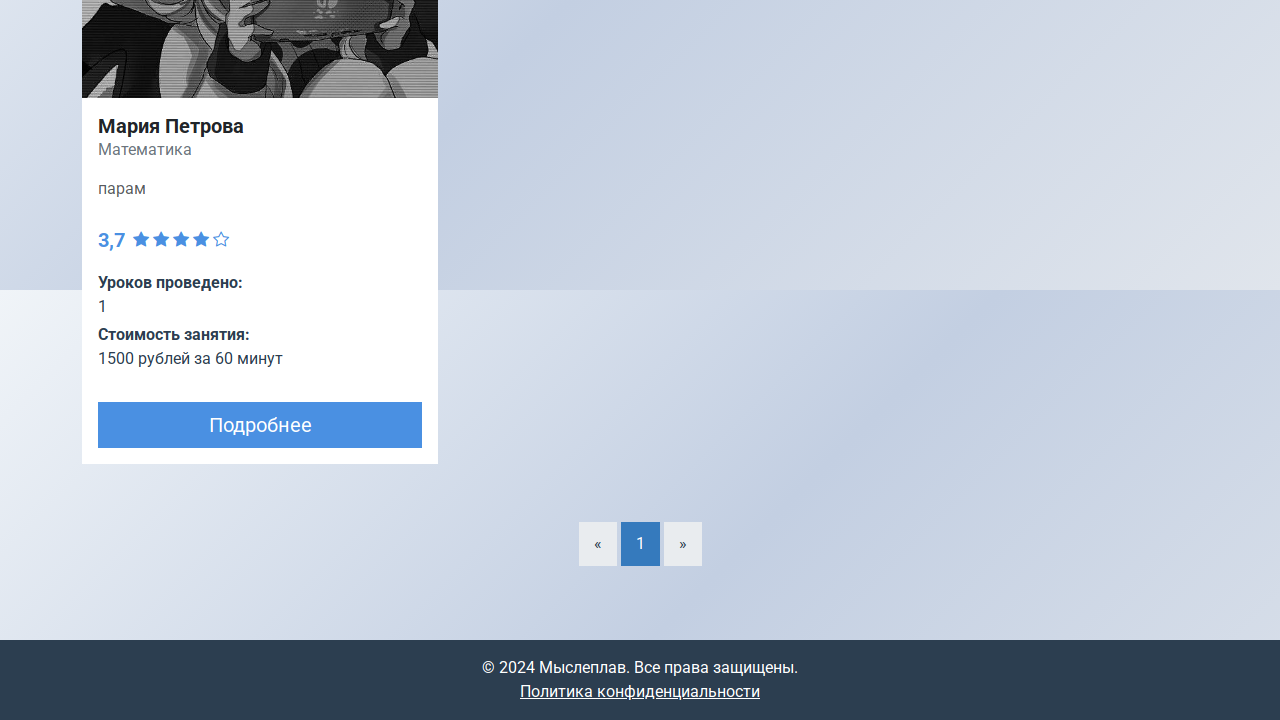 Мария Петрова
Математика
парам
3,7
Уроков проведено:
1
Стоимость занятия:
1500 рублей за 60 минут
Подробнее
« 1 »
© 2024 Мыслеплав. Все права защищены.
Политика конфиденциальности